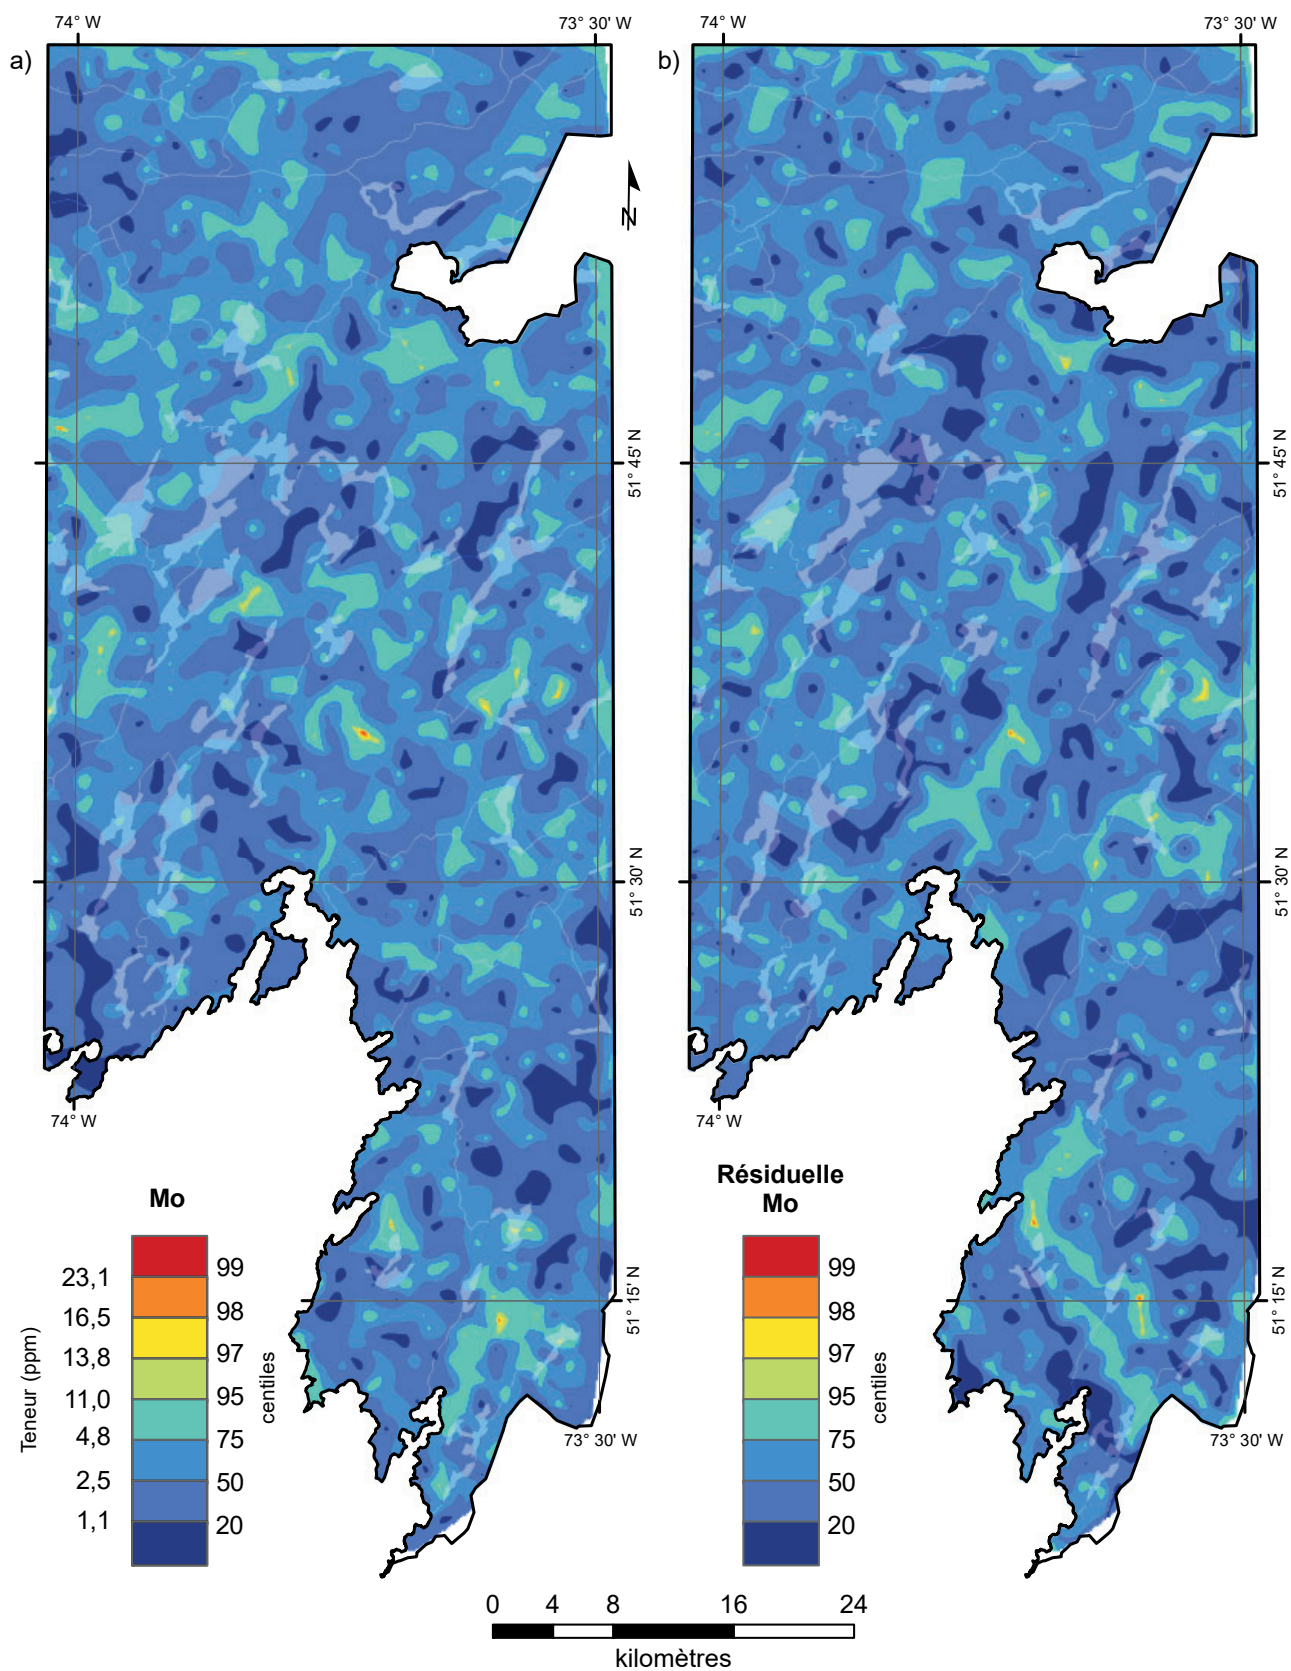 74° W
73° 30' W
74° W
73° 30' W
a)
b)
N
51° 45' N
51° 45' N
51° 30' N
51° 30' N
74° W
74° W
Mo
Teneur (ppm)
23,1
16,5
13,8
11,0
4,8
2,5
1,1
99
98
97
95
75
50
20
centiles
Résiduelle
Mo
99
98
97
95
75
50
20
centiles
51° 15' N
51° 15' N
73° 30' W
73° 30' W
0 4 8 16 24
kilomètres